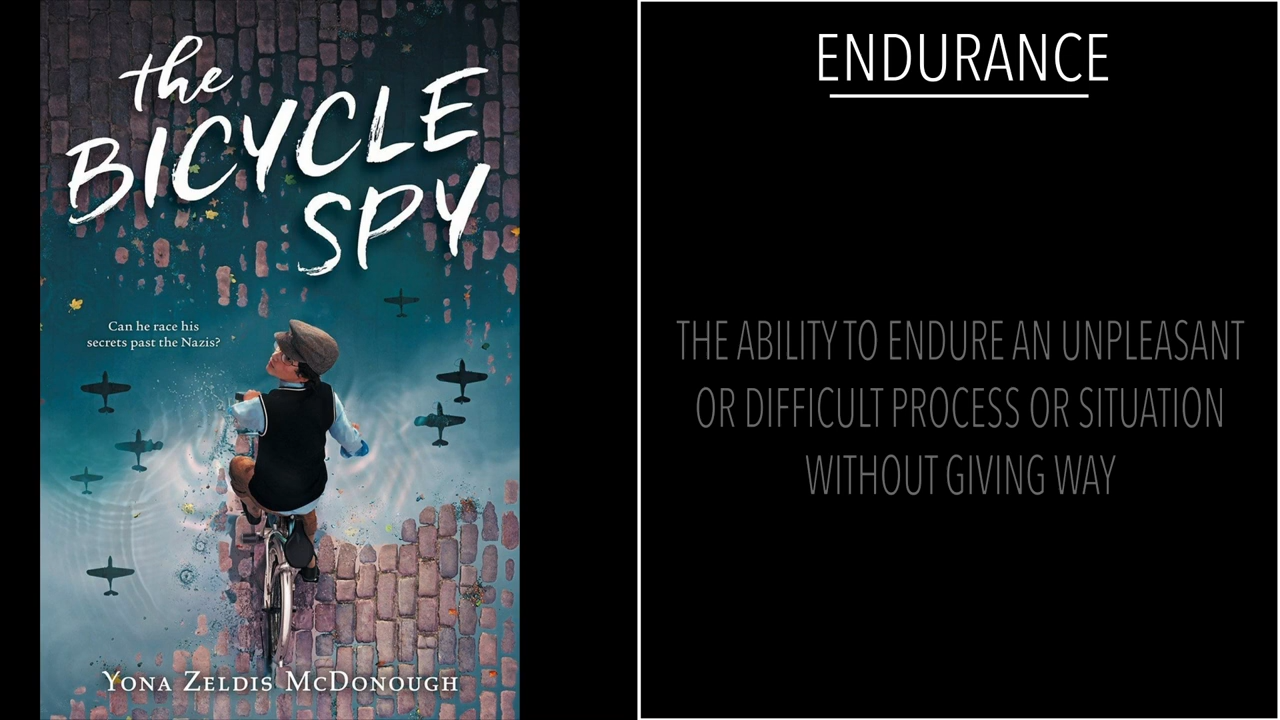 the
BICYCLE
SPY
Can he race his
secrets past the Nazis?
YONA ZELDIS MCDONOUGH
ENDURANCE
THE ABILITY TO ENDURE AN UNPLEASANT
OR DIFFICULT PROCESS OR SITUATION
WITHOUT GIVING WAY